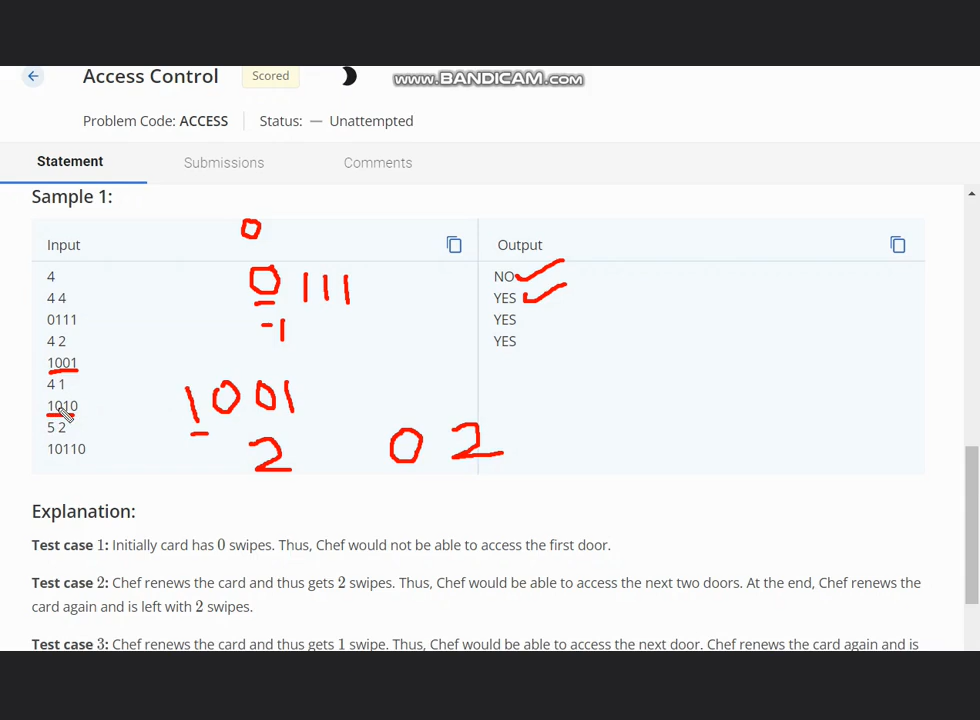 Access Control Scored www.BANDICAM.com
Problem Code: ACCESS Status: — Unattempted
Statement Submissions Comments
Sample 1:
Input Output
4
4 4
0111
4 2
1001
4 1
1010
5 2
10110
NO
YES
YES
YES
0
0111
-1
1001
2 0 2
Explanation:
Test case 1: Initially card has 0 swipes. Thus, Chef would not be able to access the first door.
Test case 2: Chef renews the card and thus gets 2 swipes. Thus, Chef would be able to access the next two doors. At the end, Chef renews the
card again and is left with 2 swipes.
Test case 3: Chef renews the card and thus gets 1 swipe. Thus, Chef would be able to access the next door. Chef renews the card again and is